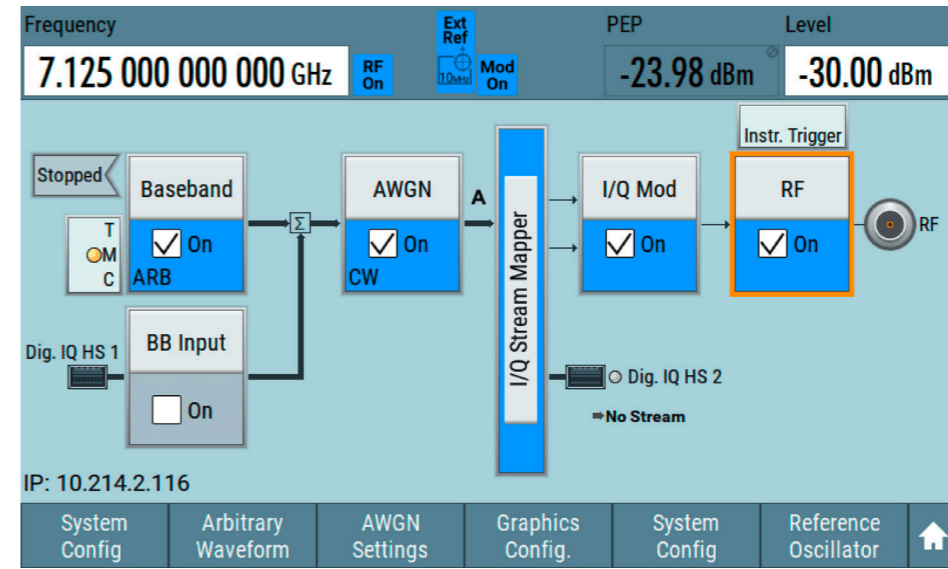 Frequency
Ext
Ref
PEP
Level
7.125 000 000 000 GHz
RF
On
10MHz
Mod
On
-23.98 dBm
-30.00 dBm
Instr. Trigger
Stopped
Baseband
AWGN
A
I/Q Mod
RF
T
M
C
On
ARB
Σ
On
CW
I/Q Stream Mapper
On
On
RF
Dig. IQ HS 1
BB Input
On
Dig. IQ HS 2
No Stream
IP: 10.214.2.116
System
Config
Arbitrary
Waveform
AWGN
Settings
Graphics
Config.
System
Config
Reference
Oscillator